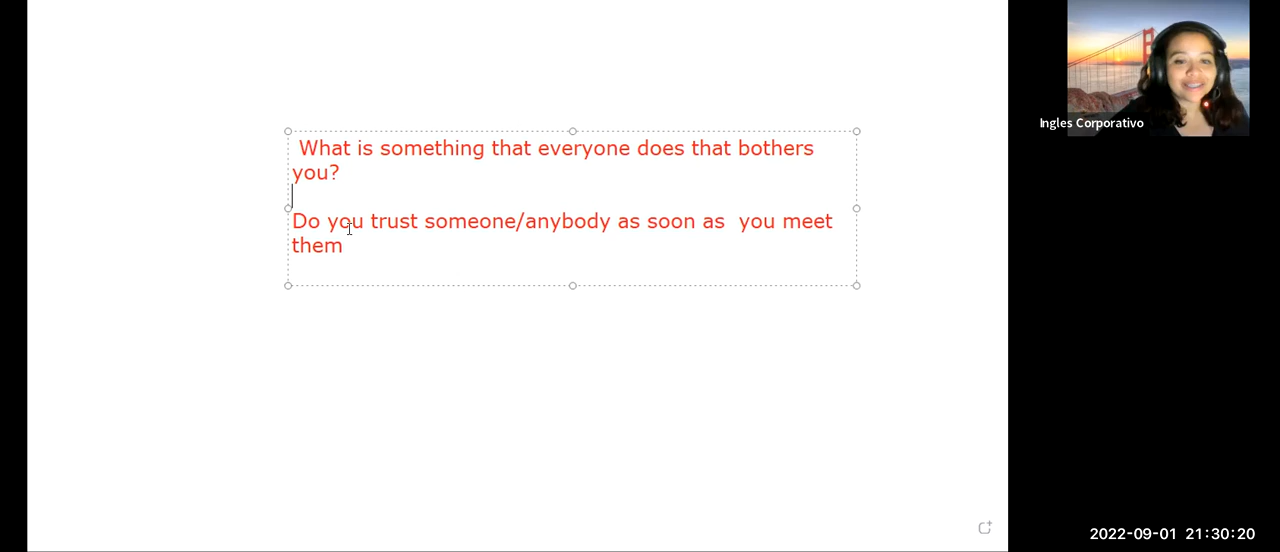 What is something that everyone does that bothers
you?
Do you trust someone/anybody as soon as  you meet
them
Ingles Corporativo
2022-09-01 21:30:20